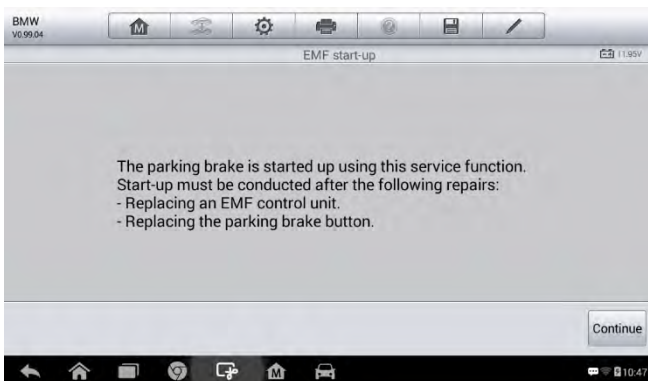 BMW
V0.99.04
EMF start-up
11.95V
The parking brake is started up using this service function.
Start-up must be conducted after the following repairs:
- Replacing an EMF control unit.
- Replacing the parking brake button.
Continue
10:47